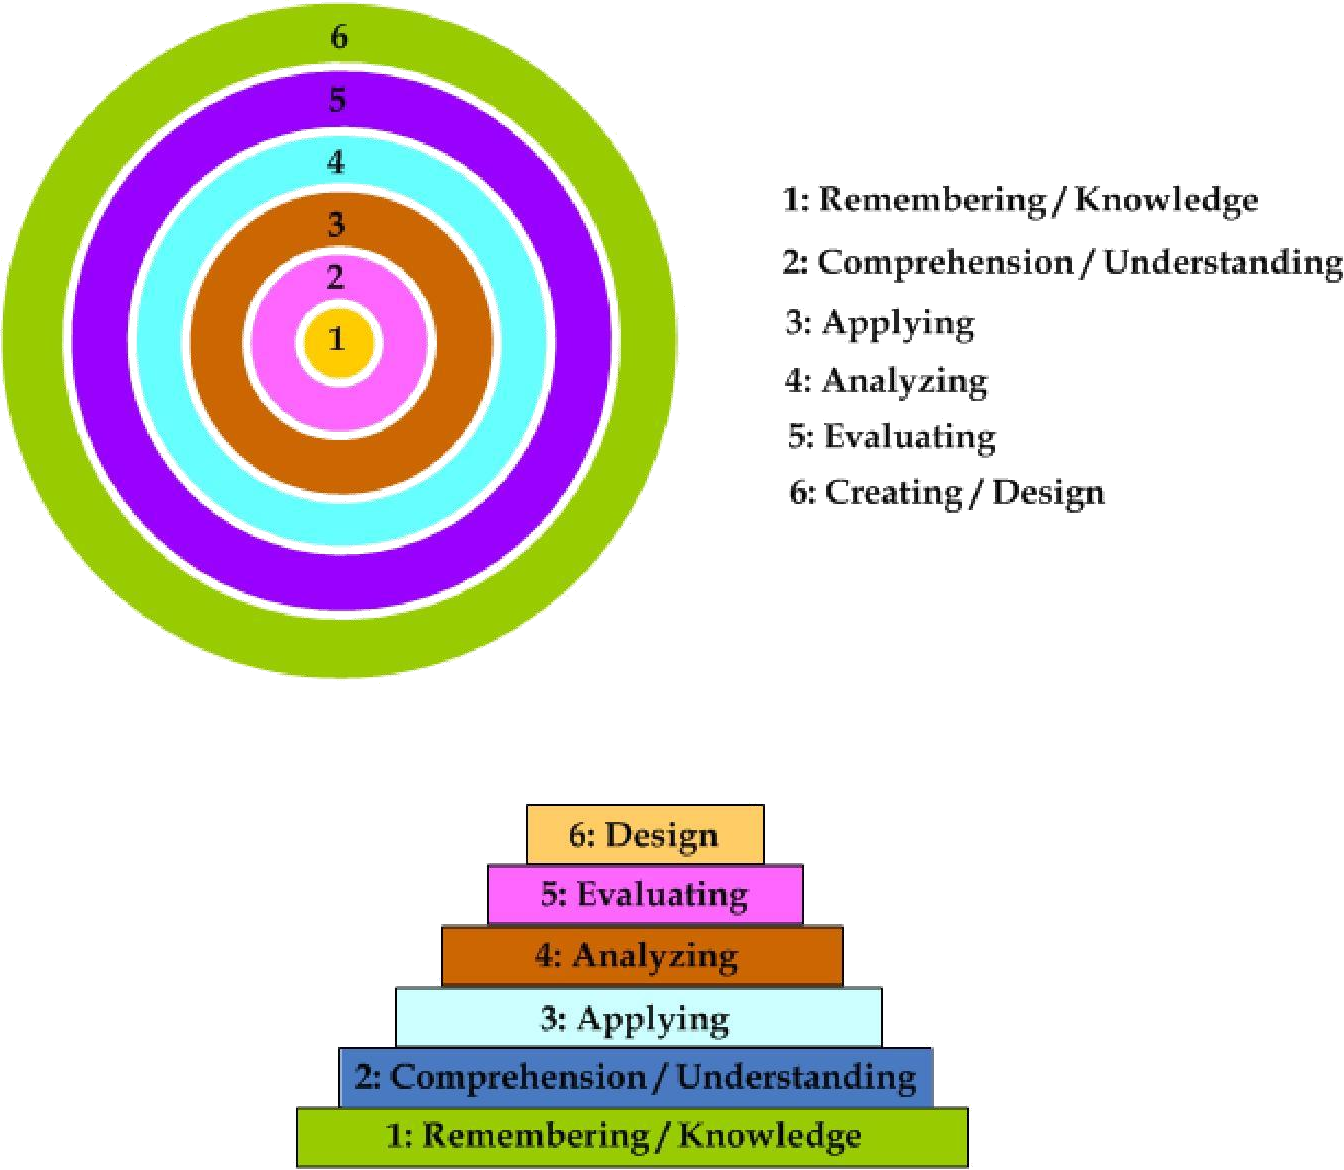 6
5
4
3
2
1
1: Remembering / Knowledge
2: Comprehension / Understanding
3: Applying
4: Analyzing
5: Evaluating
6: Creating / Design
6: Design
5: Evaluating
4: Analyzing
3: Applying
2: Comprehension / Understanding
1: Remembering / Knowledge